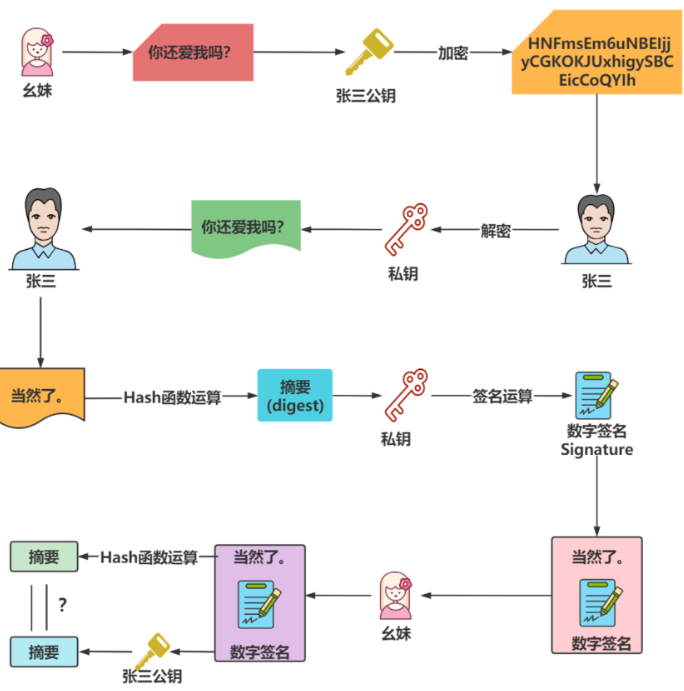 你还爱我吗？
加密
HNFmsEm6uNBEIjj
yCGKOKJUxhigySBC
EicCoQYIh
幺妹
张三公钥
你还爱我吗？
解密
私钥
张三
张三
当然了。
Hash函数运算
摘要
(digest)
私钥
签名运算
数字签名
Signature
摘要
Hash函数运算
当然了。
当然了。
？
幺妹
摘要
张三公钥
数字签名
数字签名